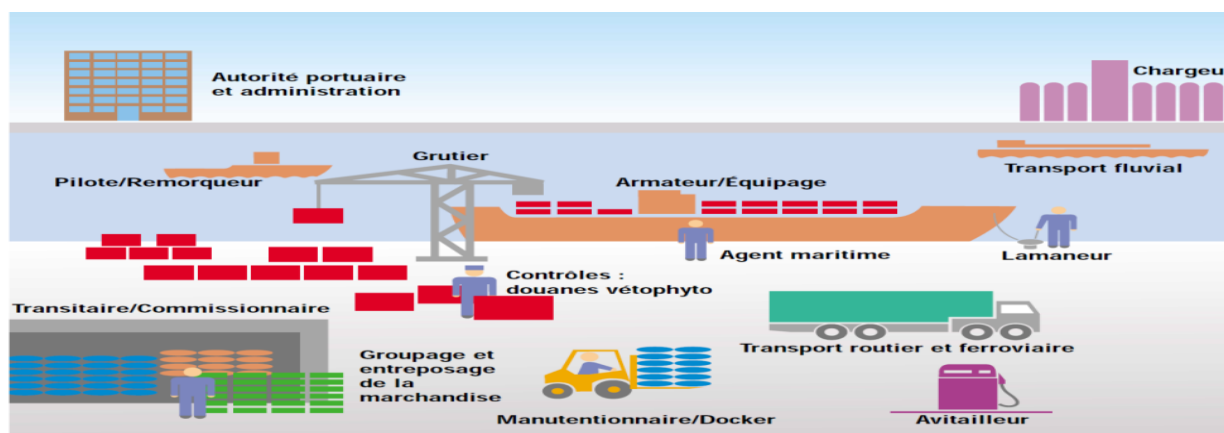 Autorité portuaire
et administration
Chargeu
Grutier
Pilote/Remorqueur
Armateur/Équipage
Transport fluvial
Agent maritime
Lamaneur
Contrôles :
douanes vétophyto
Transitaire/Commissionnaire
Groupage et
entreposage
de la
marchandise
Transport routier et ferroviaire
Manutentionnaire/Docker
Avitailleur